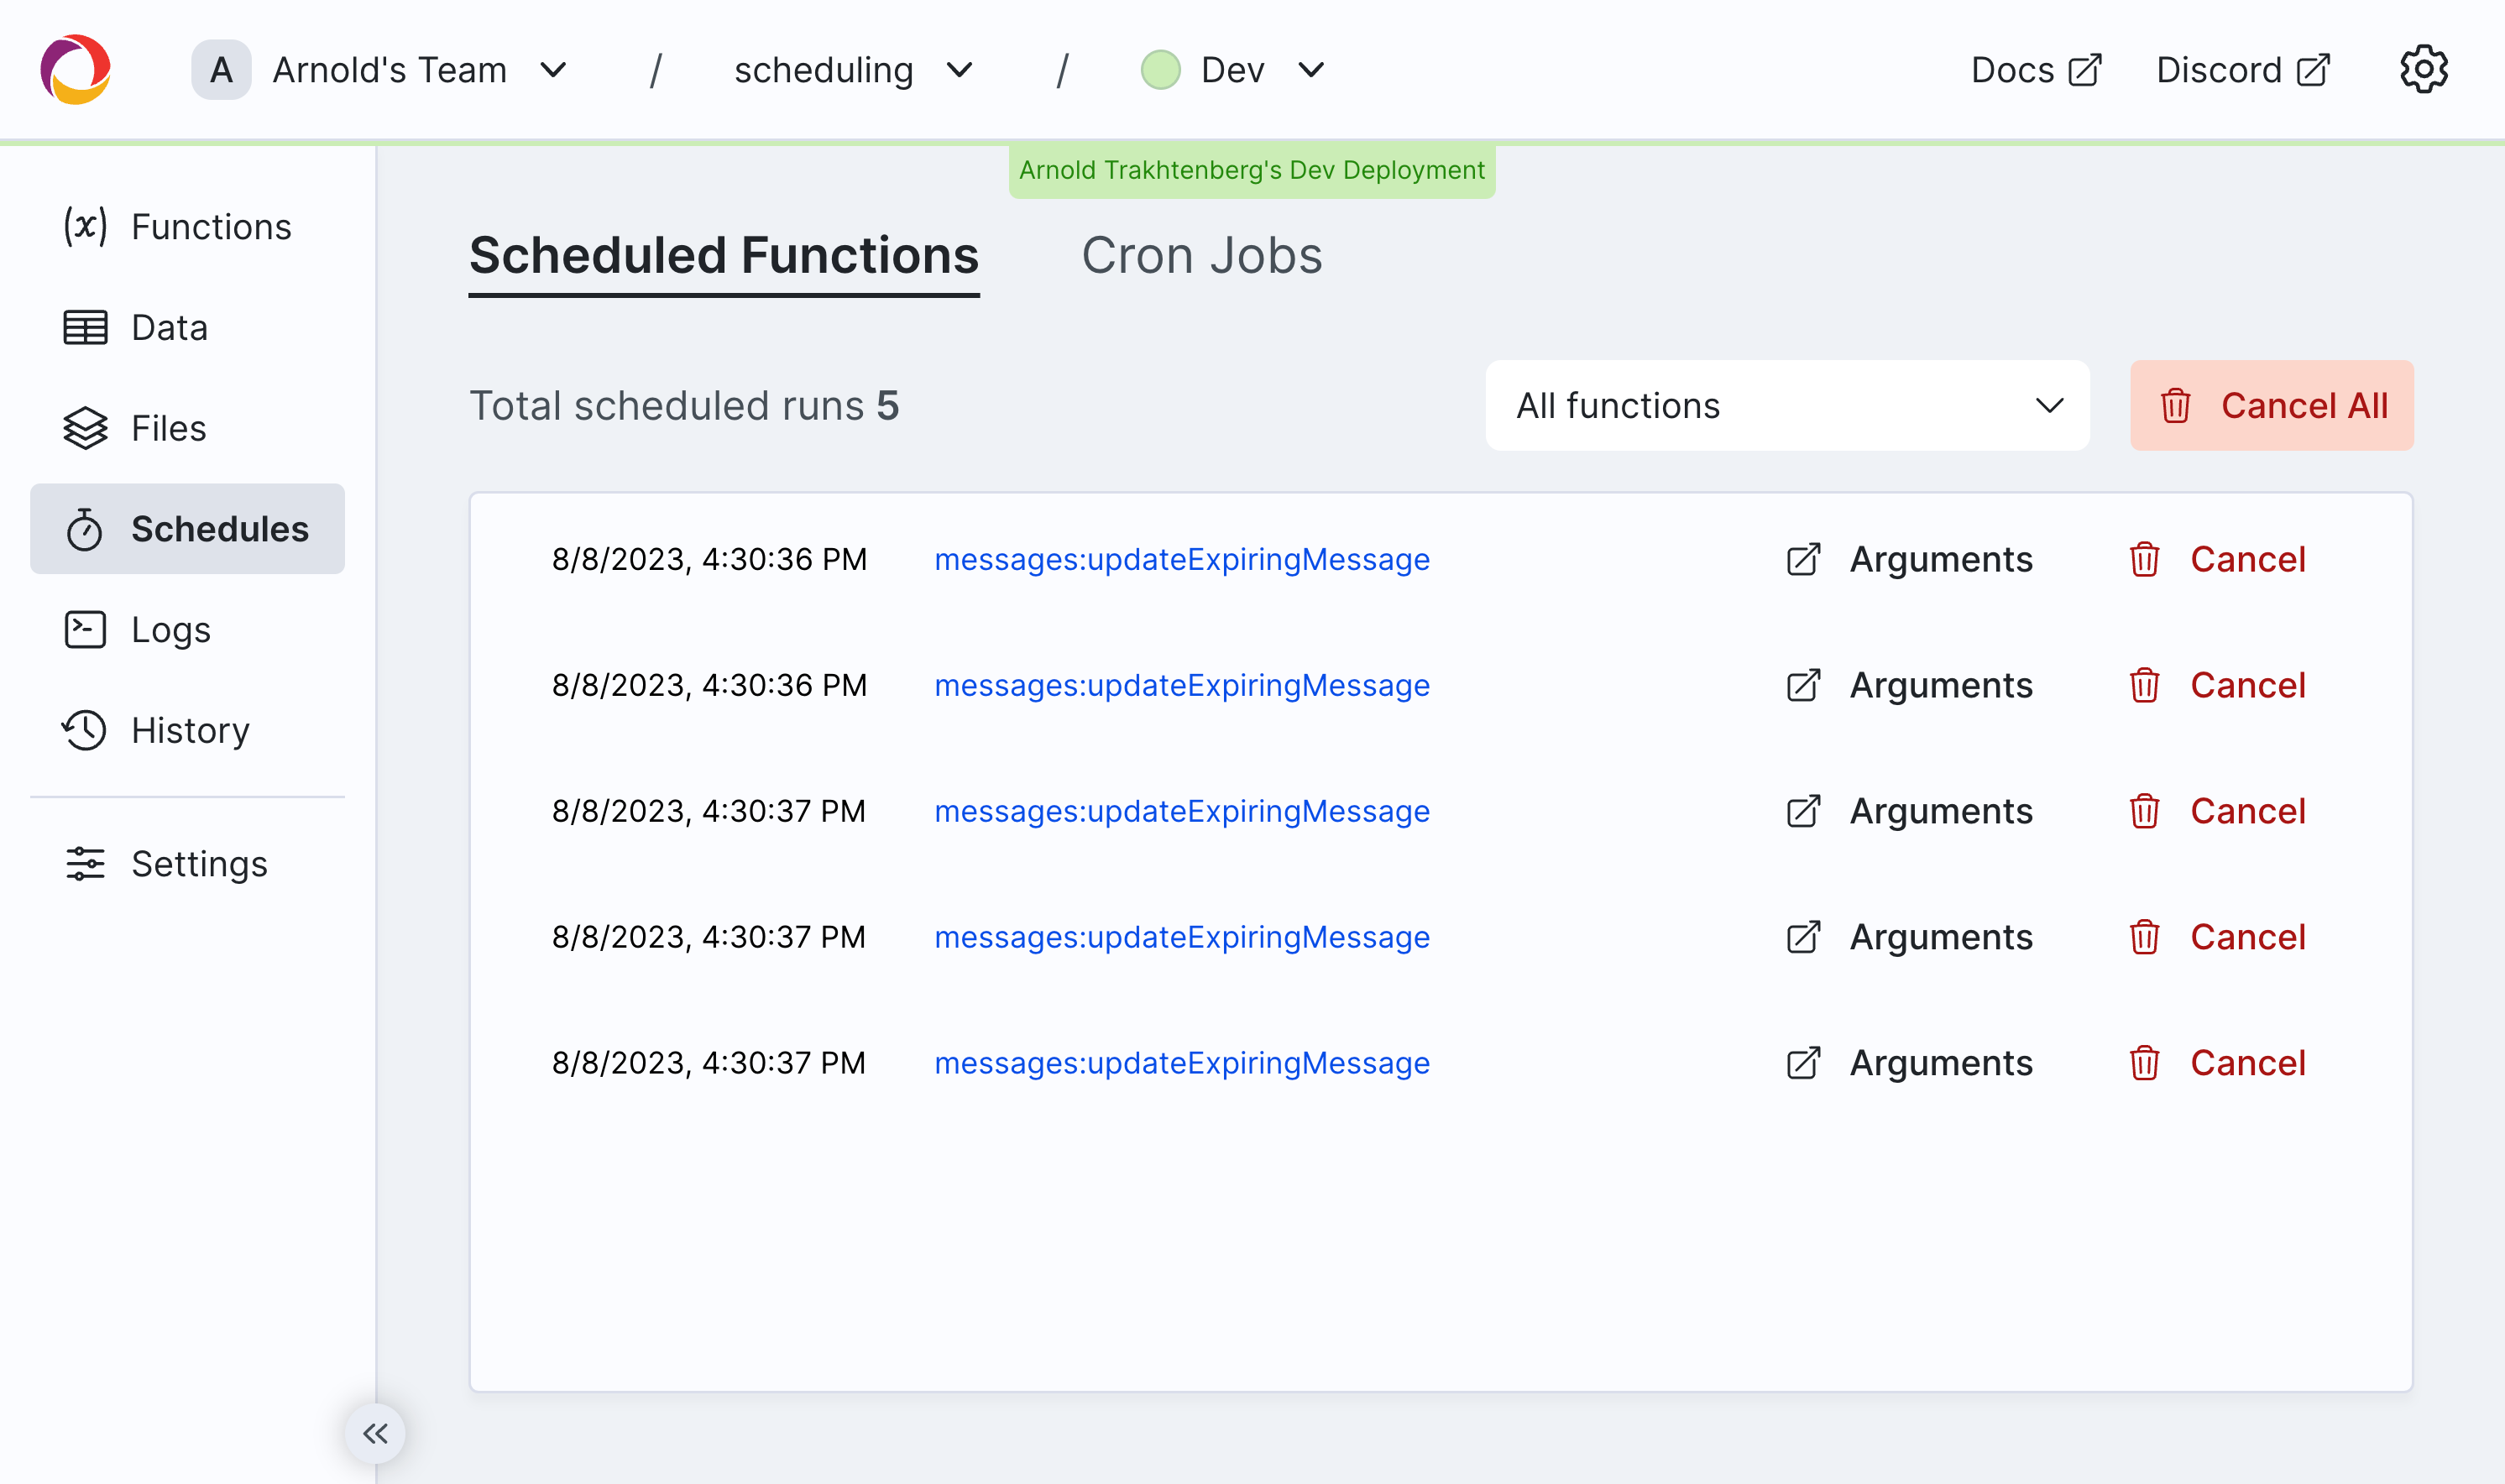 A Arnold's Team / scheduling / Dev Docs Discord
Arnold Trakhtenberg's Dev Deployment
Functions
Data
Files
Schedules
Logs
History
Settings
Scheduled Functions Cron Jobs
Total scheduled runs 5 All functions Cancel All
8/8/2023, 4:30:36 PM messages:updateExpiringMessage Arguments Cancel
8/8/2023, 4:30:36 PM messages:updateExpiringMessage Arguments Cancel
8/8/2023, 4:30:37 PM messages:updateExpiringMessage Arguments Cancel
8/8/2023, 4:30:37 PM messages:updateExpiringMessage Arguments Cancel
8/8/2023, 4:30:37 PM messages:updateExpiringMessage Arguments Cancel